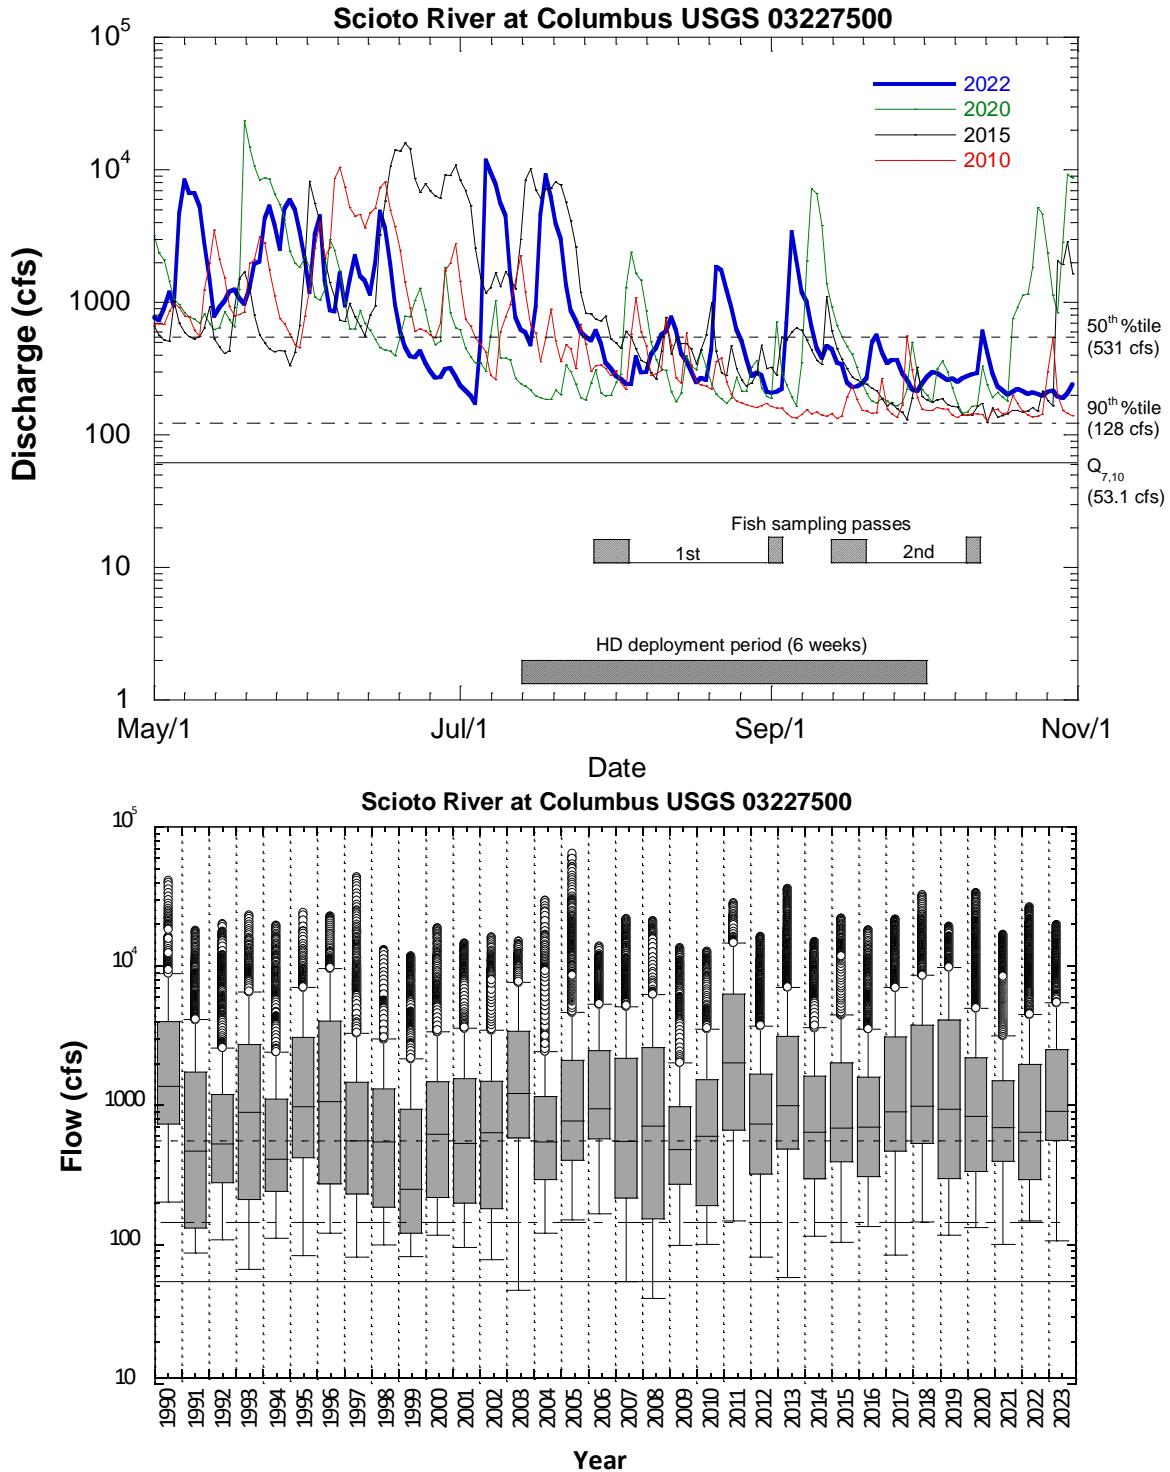 Scioto River at Columbus USGS 03227500
10^5
10^4
1000
100
10
1
Discharge (cfs)
2022
2020
2015
2010
50th %tile
(531 cfs)
90th %tile
(128 cfs)
Q7,10
(53.1 cfs)
Fish sampling passes
1st
2nd
HD deployment period (6 weeks)
May/1
Jul/1
Sep/1
Nov/1
Date
Scioto River at Columbus USGS 03227500
10^5
10^4
1000
100
10
Flow (cfs)
1990
1991
1992
1993
1994
1995
1996
1997
1998
1999
2000
2001
2002
2003
2004
2005
2006
2007
2008
2009
2010
2011
2012
2013
2014
2015
2016
2017
2018
2019
2020
2021
2022
2023
Year